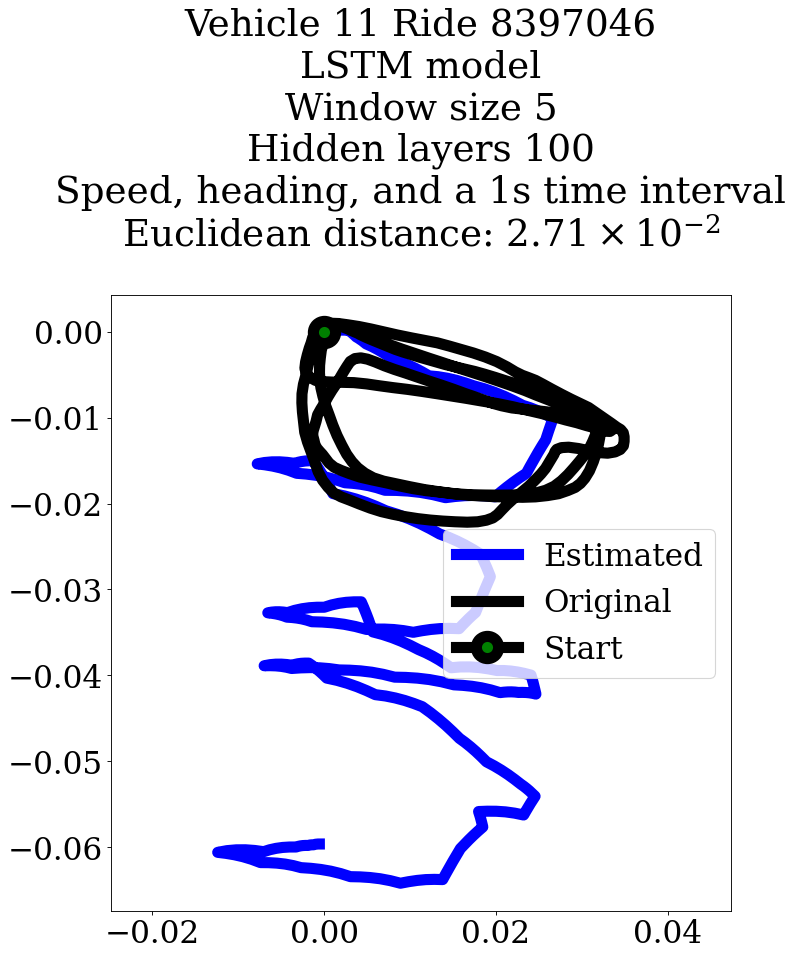 Vehicle 11 Ride 8397046
LSTM model
Window size 5
Hidden layers 100
Speed, heading, and a 1s time interval
Euclidean distance: 2.71 × 10⁻²
0.00
−0.01
−0.02
−0.03
−0.04
−0.05
−0.06
Estimated
Original
Start
−0.02 0.00 0.02 0.04